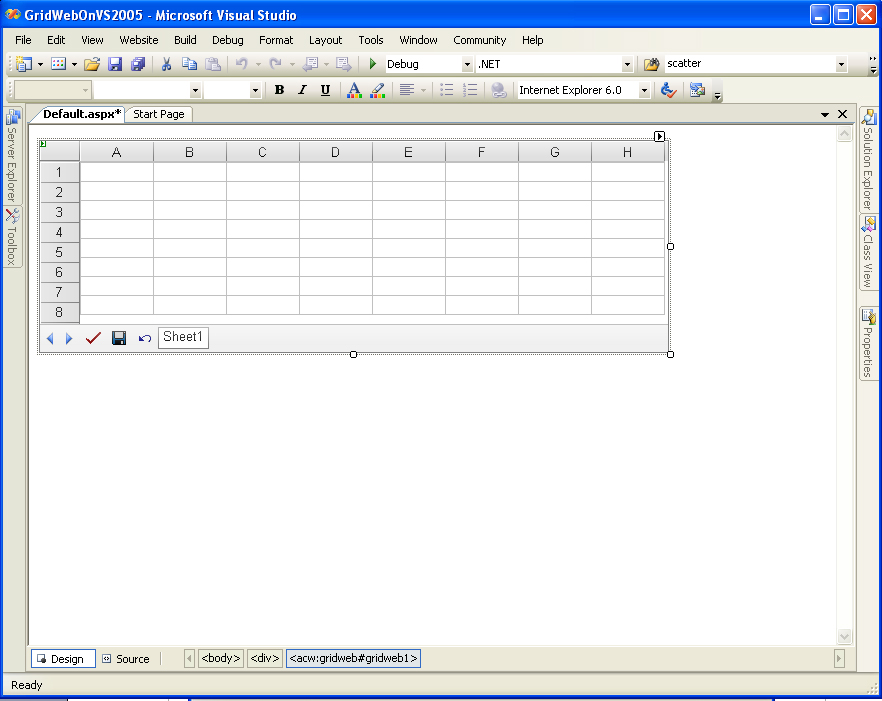 GridWebOnVS2005 - Microsoft Visual Studio
File Edit View Website Build Debug Format Layout Tools Window Community Help
Debug .NET scatter
B I U A Internet Explorer 6.0
Default.aspx* Start Page
Server Explorer
Toolbox
Solution Explorer
Class View
Properties
A B C D E F G H
1
2
3
4
5
6
7
8
Sheet1
Design Source <body> <div> <acw:gridweb#gridweb1>
Ready